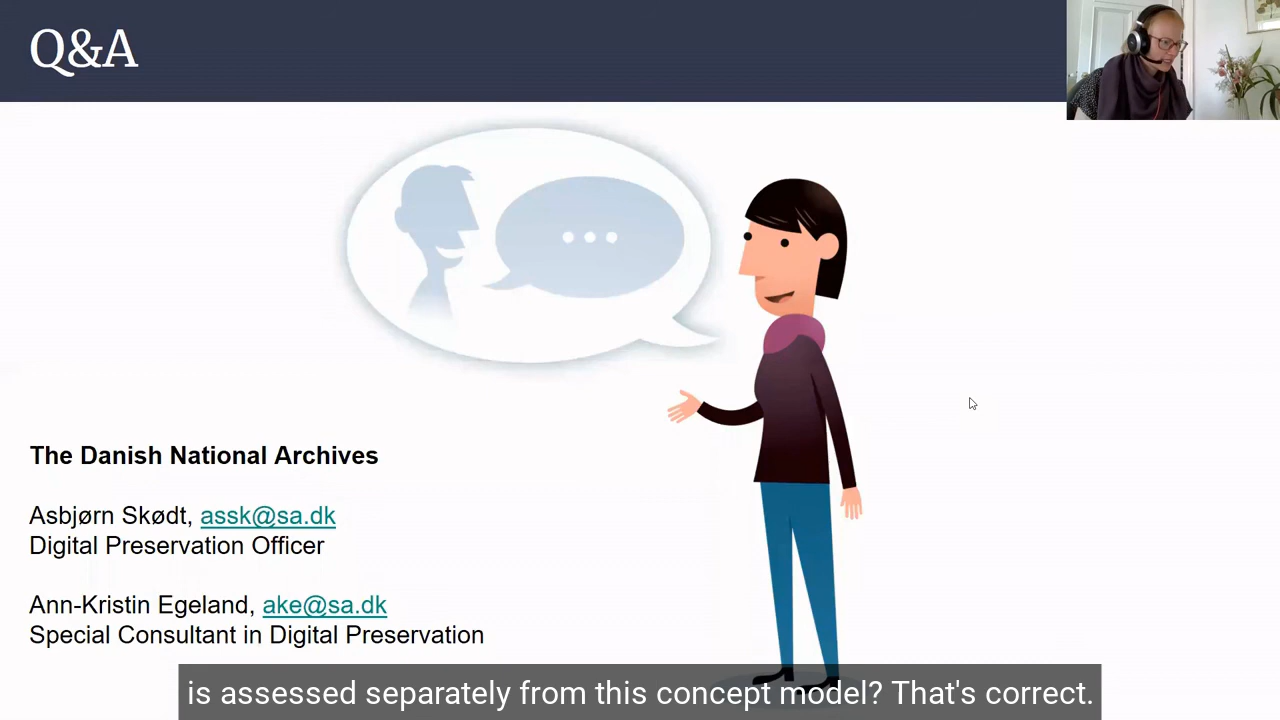 Q&A
The Danish National Archives
Asbjørn Skødt, assk@sa.dk
Digital Preservation Officer
Ann-Kristin Egeland, ake@sa.dk
Special Consultant in Digital Preservation
is assessed separately from this concept model? That's correct.